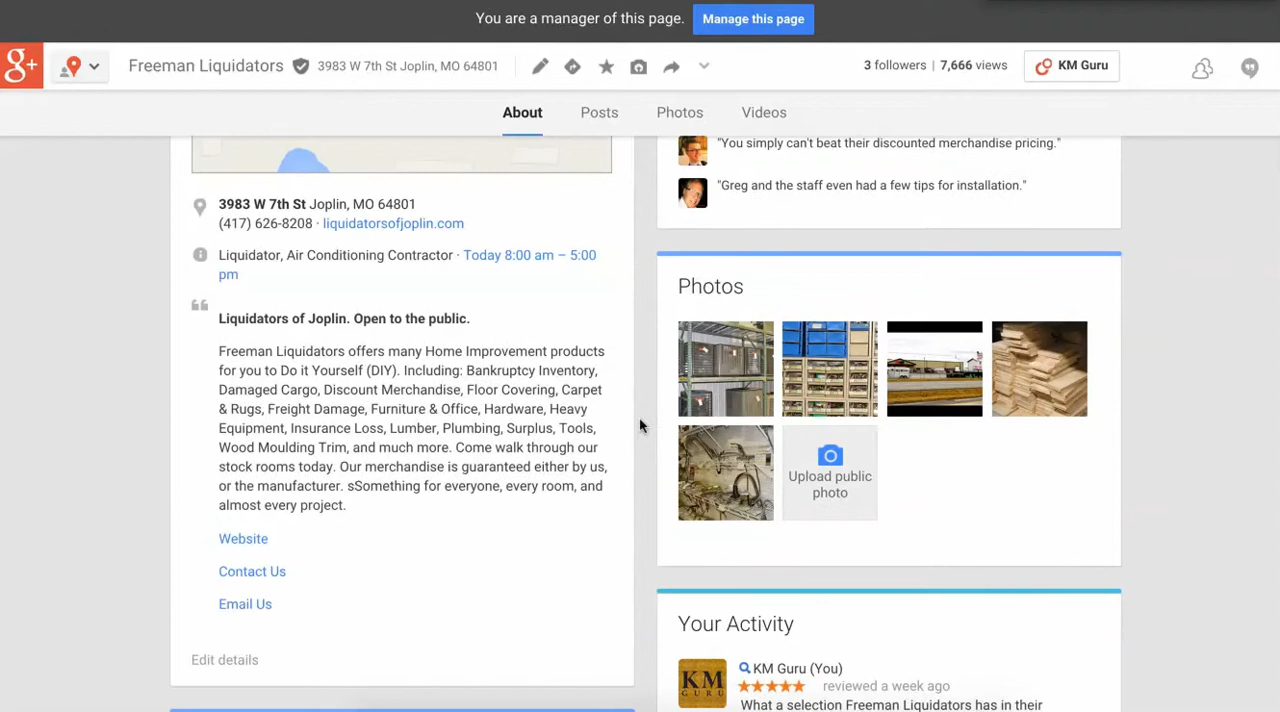 You are a manager of this page. Manage this page
g+ Freeman Liquidators 3983 W 7th St Joplin, MO 64801 3 followers | 7,666 views KM Guru
About Posts Photos Videos
3983 W 7th St Joplin, MO 64801
(417) 626-8208 · liquidatorsofjoplin.com
Liquidator, Air Conditioning Contractor · Today 8:00 am – 5:00
pm
Liquidators of Joplin. Open to the public.
Freeman Liquidators offers many Home Improvement products
for you to Do it Yourself (DIY). Including: Bankruptcy Inventory,
Damaged Cargo, Discount Merchandise, Floor Covering, Carpet
& Rugs, Freight Damage, Furniture & Office, Hardware, Heavy
Equipment, Insurance Loss, Lumber, Plumbing, Surplus, Tools,
Wood Moulding Trim, and much more. Come walk through our
stock rooms today. Our merchandise is guaranteed either by us,
or the manufacturer. sSomething for everyone, every room, and
almost every project.
Website
Contact Us
Email Us
Edit details
"You simply can't beat their discounted merchandise pricing."
"Greg and the staff even had a few tips for installation."
Photos
Upload public
photo
Your Activity
KM
GURU
KM Guru (You)
reviewed a week ago
What a selection Freeman Liquidators has in their